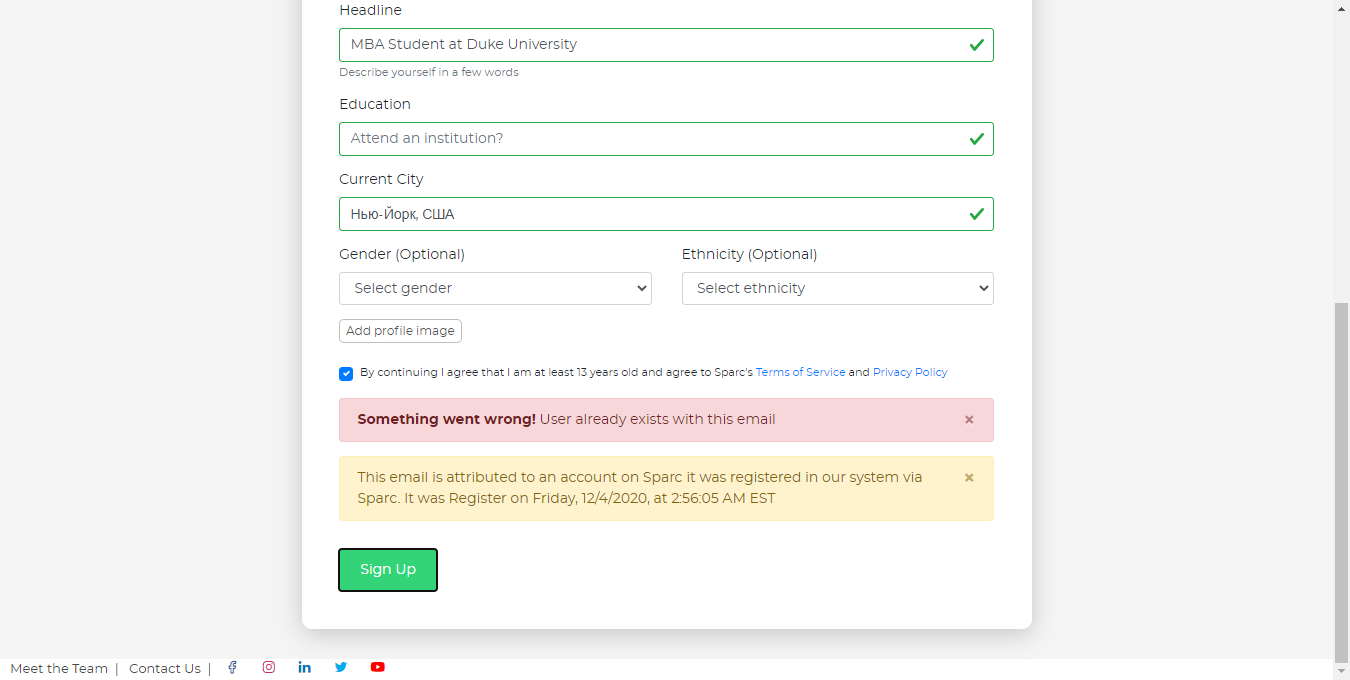 Headline
MBA Student at Duke University
Describe yourself in a few words
Education
Attend an institution?
Current City
Нью-Йорк, США
Gender (Optional) Ethnicity (Optional)
Select gender Select ethnicity
Add profile image
By continuing I agree that I am at least 13 years old and agree to Sparc's Terms of Service and Privacy Policy
Something went wrong! User already exists with this email ×
This email is attributed to an account on Sparc it was registered in our system via ×
Sparc. It was Register on Friday, 12/4/2020, at 2:56:05 AM EST
Sign Up
Meet the Team | Contact Us |